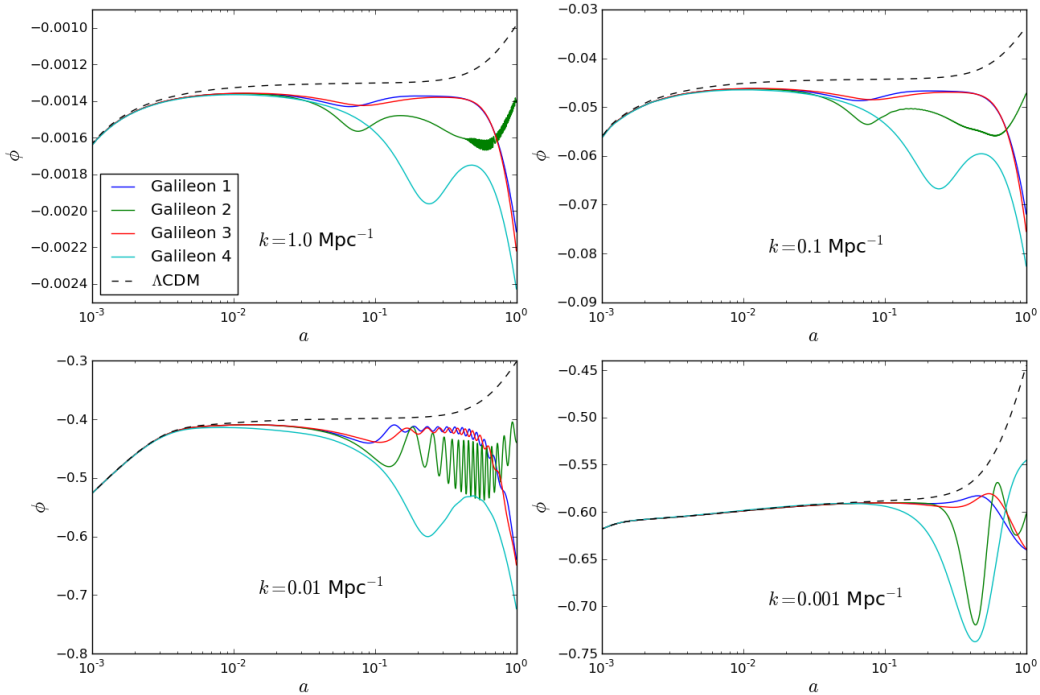 −0.0010
−0.0012
−0.0014
−0.0016
−0.0018
−0.0020
−0.0022
−0.0024
ϕ
Galileon 1
Galileon 2
Galileon 3
Galileon 4
ΛCDM
k=1.0 Mpc⁻¹
10⁻³ 10⁻² 10⁻¹ 10⁰
a
−0.03
−0.04
−0.05
−0.06
−0.07
−0.08
−0.09
ϕ
k=0.1 Mpc⁻¹
10⁻³ 10⁻² 10⁻¹ 10⁰
a
−0.3
−0.4
−0.5
−0.6
−0.7
−0.8
ϕ
k=0.01 Mpc⁻¹
10⁻³ 10⁻² 10⁻¹ 10⁰
a
−0.45
−0.50
−0.55
−0.60
−0.65
−0.70
−0.75
ϕ
k=0.001 Mpc⁻¹
10⁻³ 10⁻² 10⁻¹ 10⁰
a